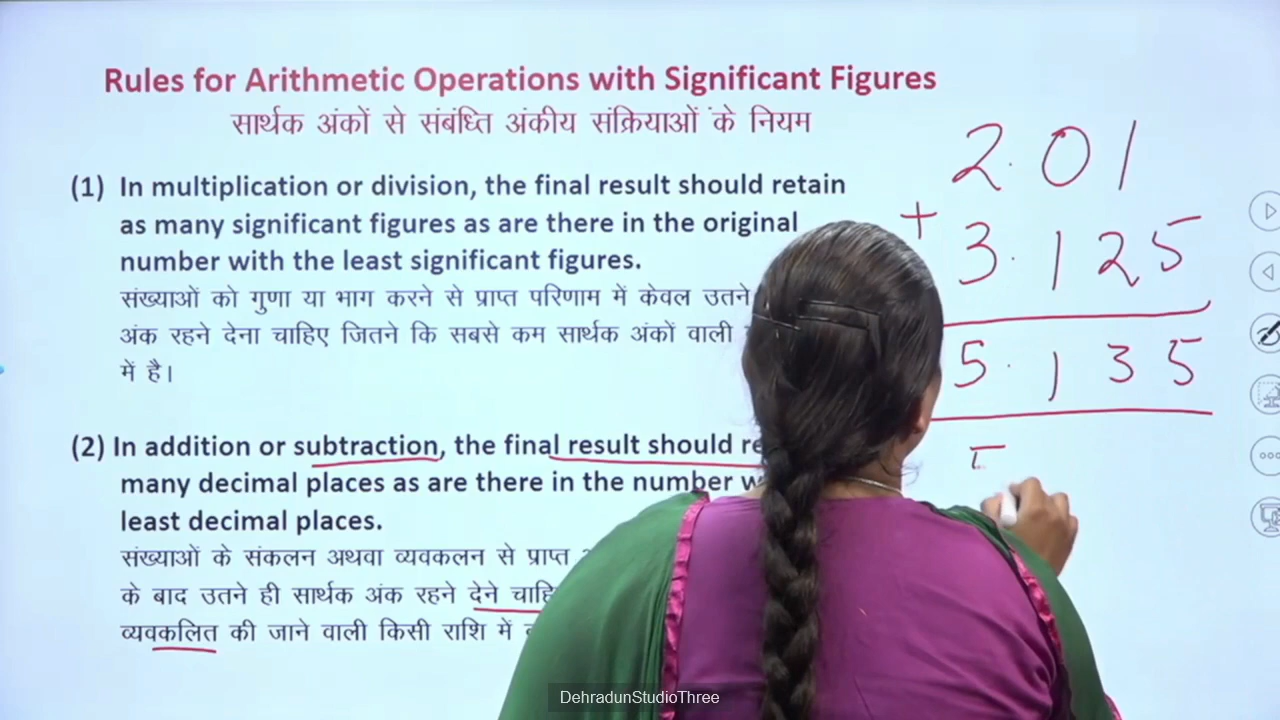 Rules for Arithmetic Operations with Significant Figures
सार्थक अंकों से संबंध्ति अंकीय संक्रियाओं के नियम
(1) In multiplication or division, the final result should retain
as many significant figures as are there in the original
number with the least significant figures.
संख्याओं को गुणा या भाग करने से प्राप्त परिणाम में केवल उतने
अंक रहने देना चाहिए जितने कि सबसे कम सार्थक अंकों वाली
में है।
(2) In addition or subtraction, the final result should
many decimal places as are there in the number
least decimal places.
संख्याओं के संकलन अथवा व्यवकलन से प्राप्त
के बाद उतने ही सार्थक अंक रहने देने
व्यवकलित की जाने वाली किसी राशि में
2.01
+ 3.125
5.135
DehradunStudioThree